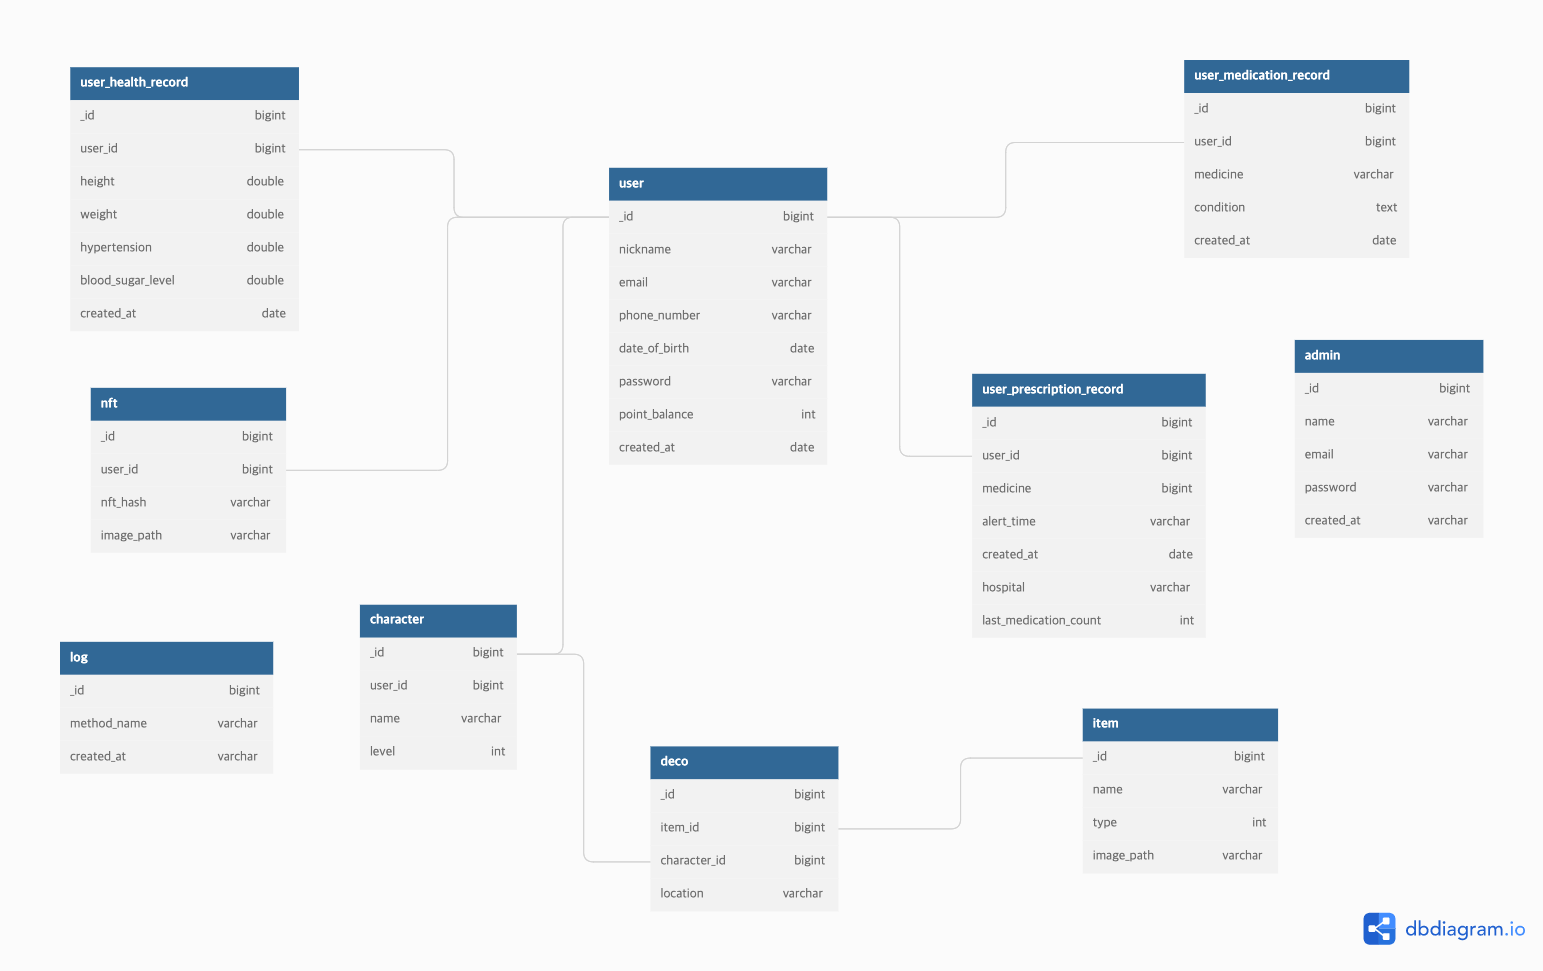 user_health_record
_id bigint
user_id bigint
height double
weight double
hypertension double
blood_sugar_level double
created_at date
user
_id bigint
nickname varchar
email varchar
phone_number varchar
date_of_birth date
password varchar
point_balance int
created_at date
user_medication_record
_id bigint
user_id bigint
medicine varchar
condition text
created_at date
nft
_id bigint
user_id bigint
nft_hash varchar
image_path varchar
user_prescription_record
_id bigint
user_id bigint
medicine bigint
alert_time varchar
created_at date
hospital varchar
last_medication_count int
admin
_id bigint
name varchar
email varchar
password varchar
created_at varchar
log
_id bigint
method_name varchar
created_at varchar
character
_id bigint
user_id bigint
name varchar
level int
deco
_id bigint
item_id bigint
character_id bigint
location varchar
item
_id bigint
name varchar
type int
image_path varchar
dbdiagram.io